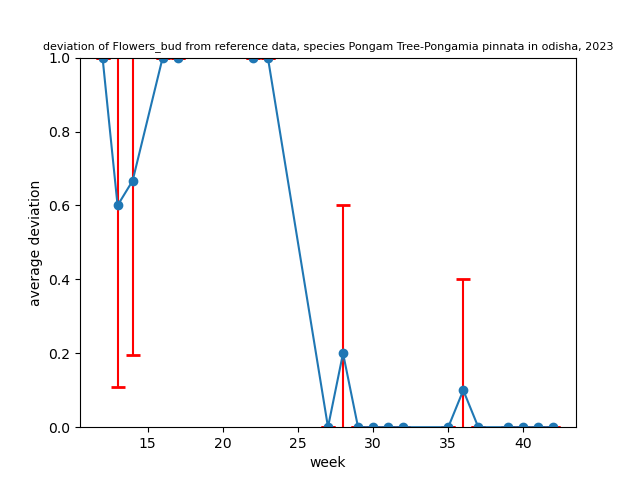 deviation of Flowers_bud from reference data, species Pongam Tree-Pongamia pinnata in odisha, 2023
1.0
0.8
0.6
0.4
0.2
0.0
average deviation
15 20 25 30 35 40
week